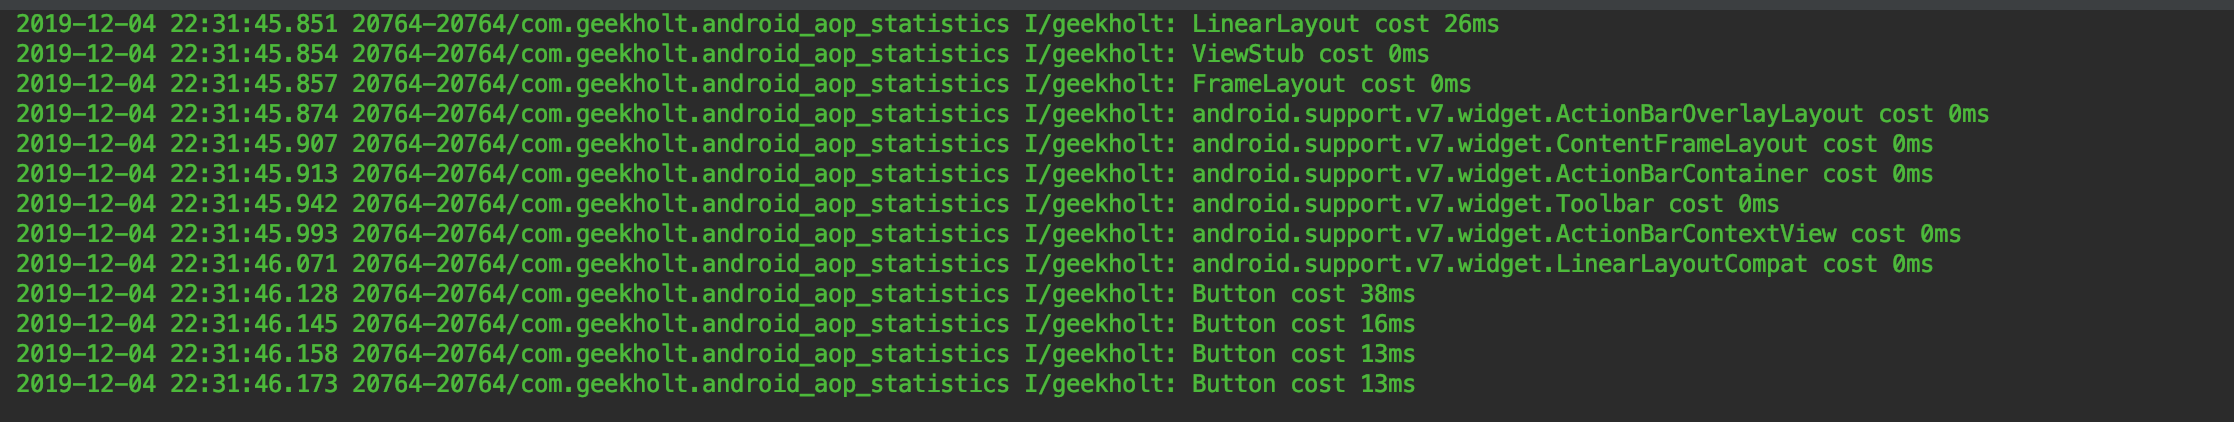 2019-12-04 22:31:45.851 20764-20764/com.geekholt.android_aop_statistics I/geekholt: LinearLayout cost 26ms
2019-12-04 22:31:45.854 20764-20764/com.geekholt.android_aop_statistics I/geekholt: ViewStub cost 0ms
2019-12-04 22:31:45.857 20764-20764/com.geekholt.android_aop_statistics I/geekholt: FrameLayout cost 0ms
2019-12-04 22:31:45.874 20764-20764/com.geekholt.android_aop_statistics I/geekholt: android.support.v7.widget.ActionBarOverlayLayout cost 0ms
2019-12-04 22:31:45.907 20764-20764/com.geekholt.android_aop_statistics I/geekholt: android.support.v7.widget.ContentFrameLayout cost 0ms
2019-12-04 22:31:45.913 20764-20764/com.geekholt.android_aop_statistics I/geekholt: android.support.v7.widget.ActionBarContainer cost 0ms
2019-12-04 22:31:45.942 20764-20764/com.geekholt.android_aop_statistics I/geekholt: android.support.v7.widget.Toolbar cost 0ms
2019-12-04 22:31:45.993 20764-20764/com.geekholt.android_aop_statistics I/geekholt: android.support.v7.widget.ActionBarContextView cost 0ms
2019-12-04 22:31:46.071 20764-20764/com.geekholt.android_aop_statistics I/geekholt: android.support.v7.widget.LinearLayoutCompat cost 0ms
2019-12-04 22:31:46.128 20764-20764/com.geekholt.android_aop_statistics I/geekholt: Button cost 38ms
2019-12-04 22:31:46.145 20764-20764/com.geekholt.android_aop_statistics I/geekholt: Button cost 16ms
2019-12-04 22:31:46.158 20764-20764/com.geekholt.android_aop_statistics I/geekholt: Button cost 13ms
2019-12-04 22:31:46.173 20764-20764/com.geekholt.android_aop_statistics I/geekholt: Button cost 13ms